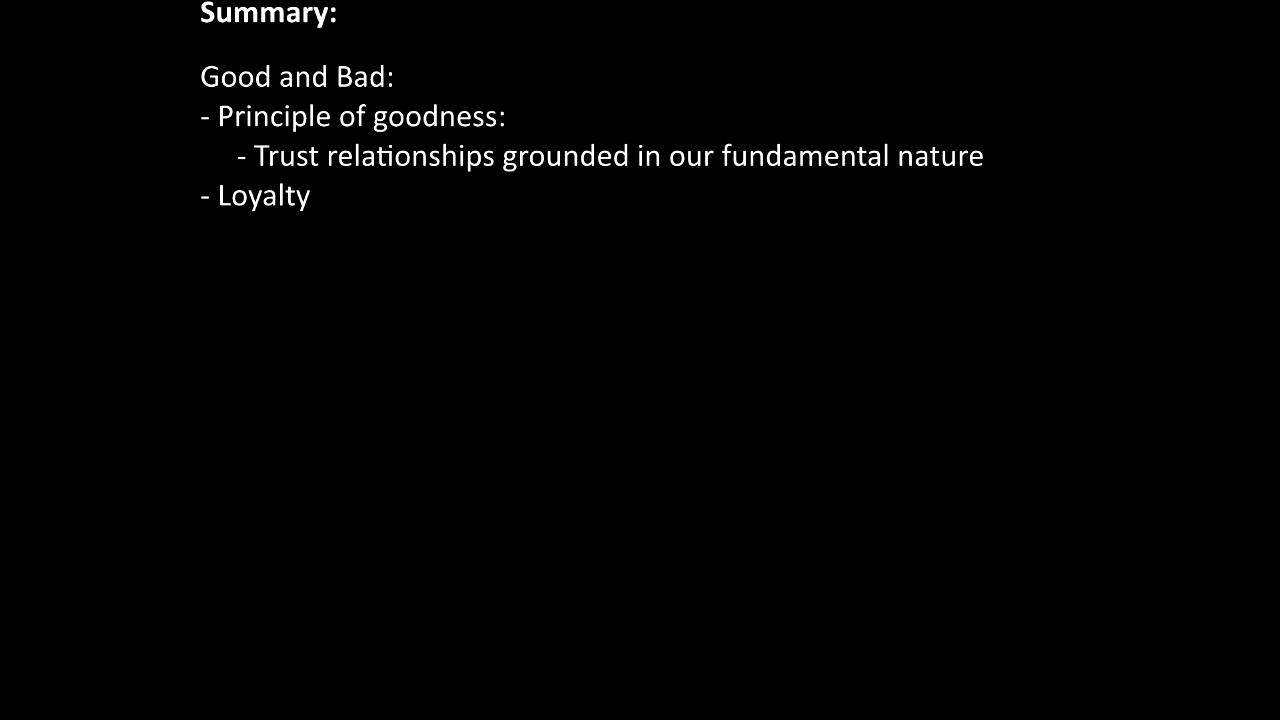 Summary:
Good and Bad:
- Principle of goodness:
- Trust relationships grounded in our fundamental nature
- Loyalty